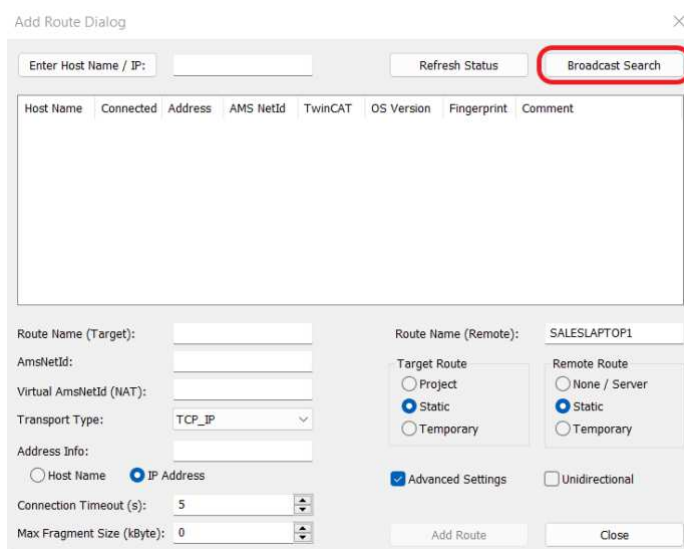 Add Route Dialog
Enter Host Name / IP: Refresh Status Broadcast Search
Host Name Connected Address AMS NetId TwinCAT OS Version Fingerprint Comment
Route Name (Target): Route Name (Remote): SALESLAPTOP1
AmsNetId: Target Route Remote Route
Virtual AmsNetId (NAT): Project None / Server
Transport Type: TCP_IP Static Static
Temporary Temporary
Address Info:
Host Name IP Address Advanced Settings Unidirectional
Connection Timeout (s): 5
Max Fragment Size (kByte): 0 Add Route Close